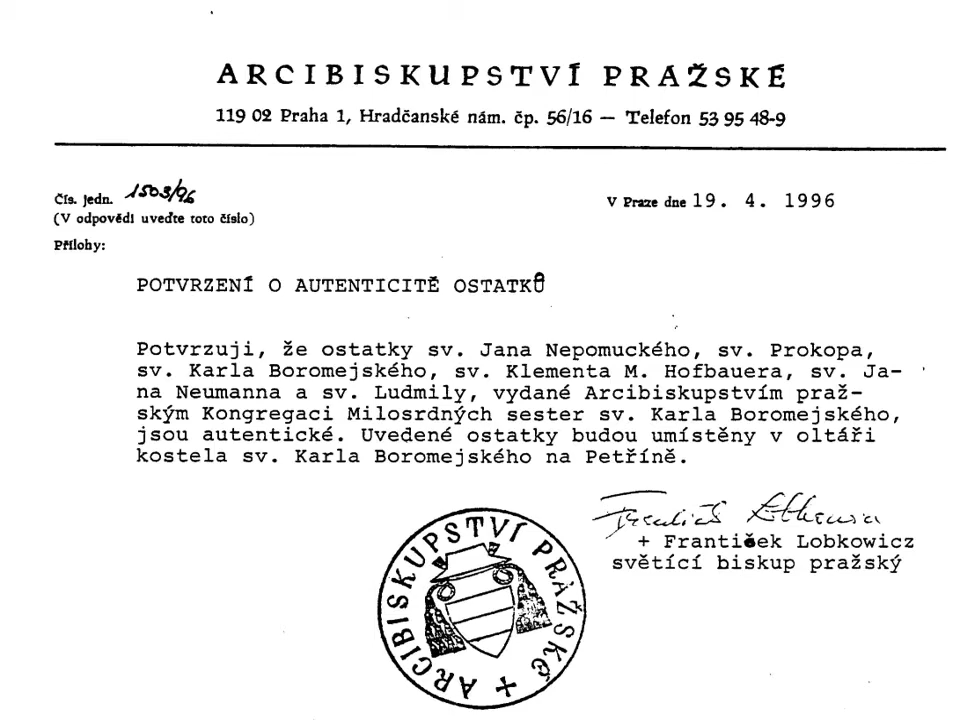 ARCIBISKUPSTVÍ PRAŽSKÉ
119 02 Praha 1, Hradčanské nám. čp. 56/16 — Telefon 53 95 48-9
Čís. jedn. 1503/96
V Praze dne 19. 4. 1996
(V odpovědi uveďte toto číslo)
Přílohy:
POTVRZENÍ O AUTENTICITĚ OSTATKŮ
Potvrzuji, že ostatky sv. Jana Nepomuckého, sv. Prokopa,
sv. Karla Boromejského, sv. Klementa M. Hofbauera, sv. Ja-
na Neumanna a sv. Ludmily, vydané Arcibiskupstvím praž-
ským Kongregaci Milosrdných sester sv. Karla Boromejského,
jsou autentické. Uvedené ostatky budou umístěny v oltáři
kostela sv. Karla Boromejského na Petříně.
František Lobkowicz
+ František Lobkowicz
světící biskup pražský
+ ARCIBISKUPSTVÍ PRAŽSKÉ